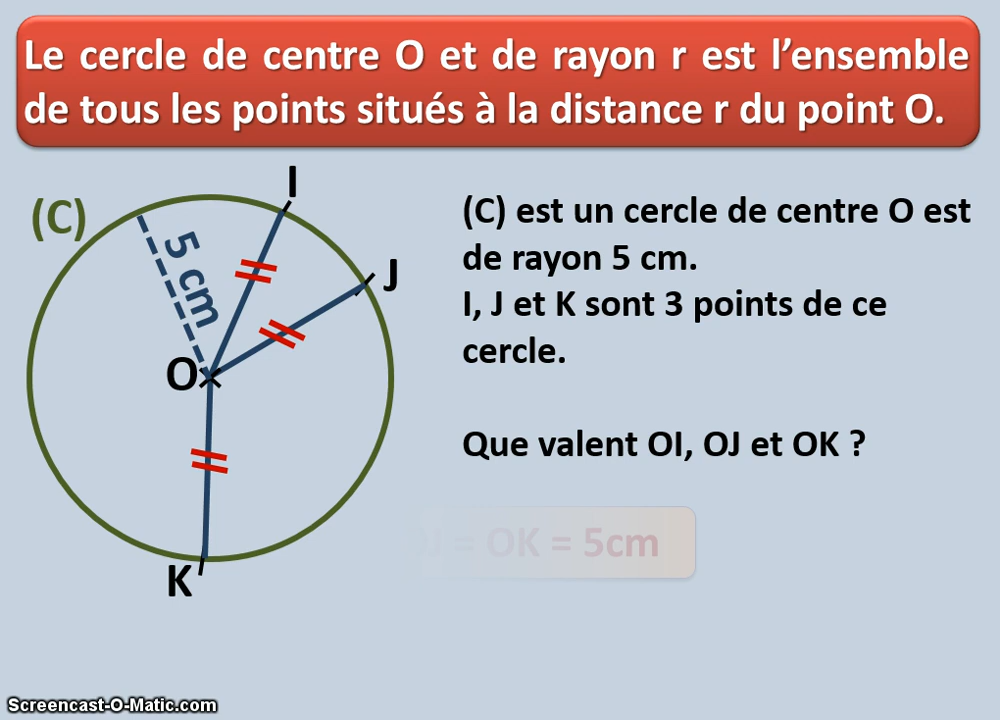 Le cercle de centre O et de rayon r est l’ensemble
de tous les points situés à la distance r du point O.
(C)
I
J
5 cm
O
K
(C) est un cercle de centre O est
de rayon 5 cm.
I, J et K sont 3 points de ce
cercle.
Que valent OI, OJ et OK ?
J = OK = 5cm
Screencast-O-Matic.com